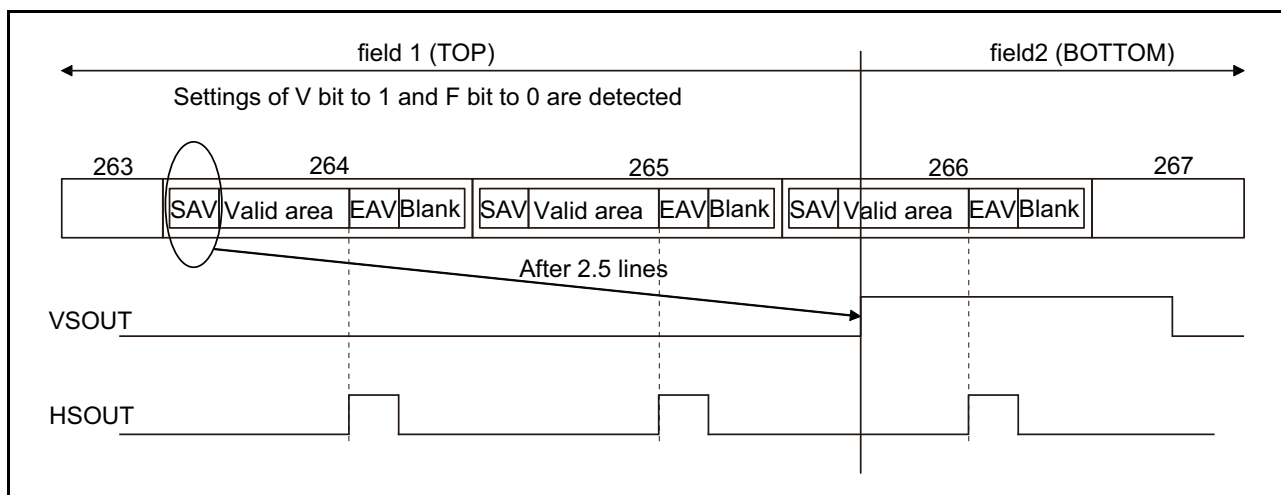 field 1 (TOP) field2 (BOTTOM)
Settings of V bit to 1 and F bit to 0 are detected
263 264 265 266 267
SAV Valid area EAV Blank SAV Valid area EAV Blank SAV Valid area EAV Blank
After 2.5 lines
VSOUT
HSOUT